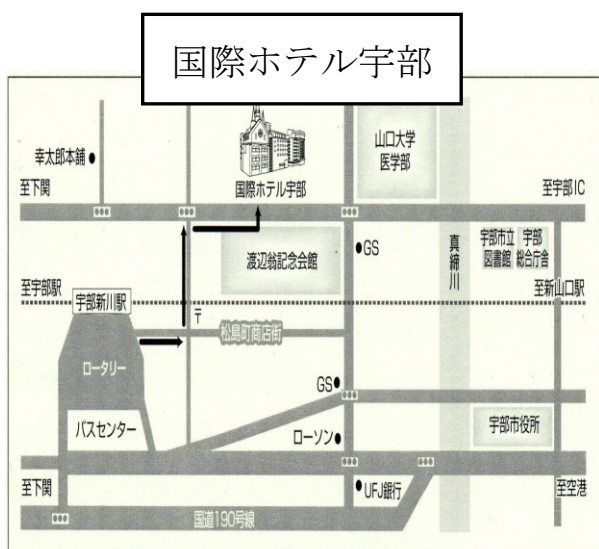 国際ホテル宇部
山口大学
医学部
幸太郎本舗
国際ホテル宇部
至下関
至宇部IC
渡辺翁記念会館
GS
真締川
宇部市立
図書館
宇部
総合庁舎
至宇部駅
宇部新川駅
至新山口駅
〒
松島町商店街
ロータリー
GS
バスセンター
ローソン
宇部市役所
至下関
UFJ銀行
至空港
国道190号線